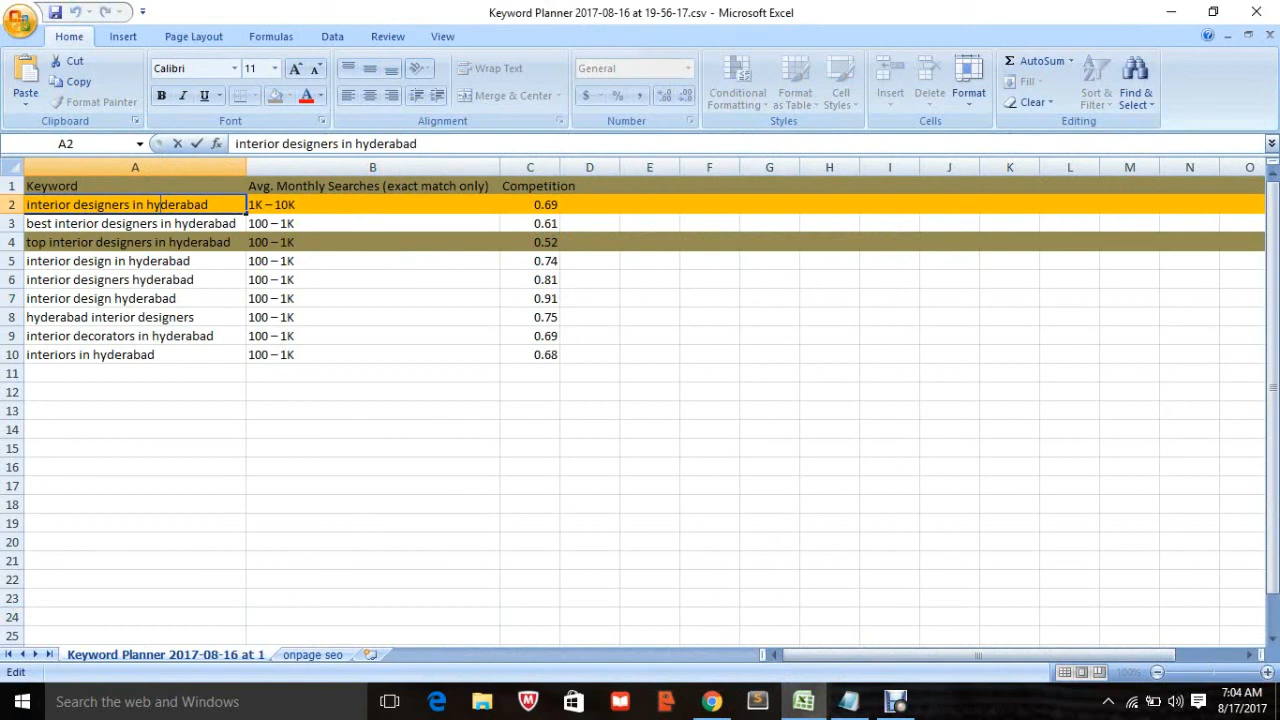 Keyword Planner 2017-08-16 at 19-56-17.csv - Microsoft Excel
Home Insert Page Layout Formulas Data Review View
Paste Cut Copy Format Painter Clipboard
Calibri 11 A A B I U A Font
Wrap Text Merge & Center Alignment
General $ % , Number
Conditional Formatting Format as Table Cell Styles Styles
Insert Delete Format Cells
Σ AutoSum Fill Clear Sort & Filter Find & Select Editing
A2 fx interior designers in hyderabad
A B C D E F G H I J K L M N O
1 Keyword Avg. Monthly Searches (exact match only) Competition
2 interior designers in hyderabad 1K – 10K 0.69
3 best interior designers in hyderabad 100 – 1K 0.61
4 top interior designers in hyderabad 100 – 1K 0.52
5 interior design in hyderabad 100 – 1K 0.74
6 interior designers hyderabad 100 – 1K 0.81
7 interior design hyderabad 100 – 1K 0.91
8 hyderabad interior designers 100 – 1K 0.75
9 interior decorators in hyderabad 100 – 1K 0.69
10 interiors in hyderabad 100 – 1K 0.68
11
12
13
14
15
16
17
18
19
20
21
22
23
24
25
Keyword Planner 2017-08-16 at 1 onpage seo
Edit 100%
Search the web and Windows 7:04 AM
8/17/2017